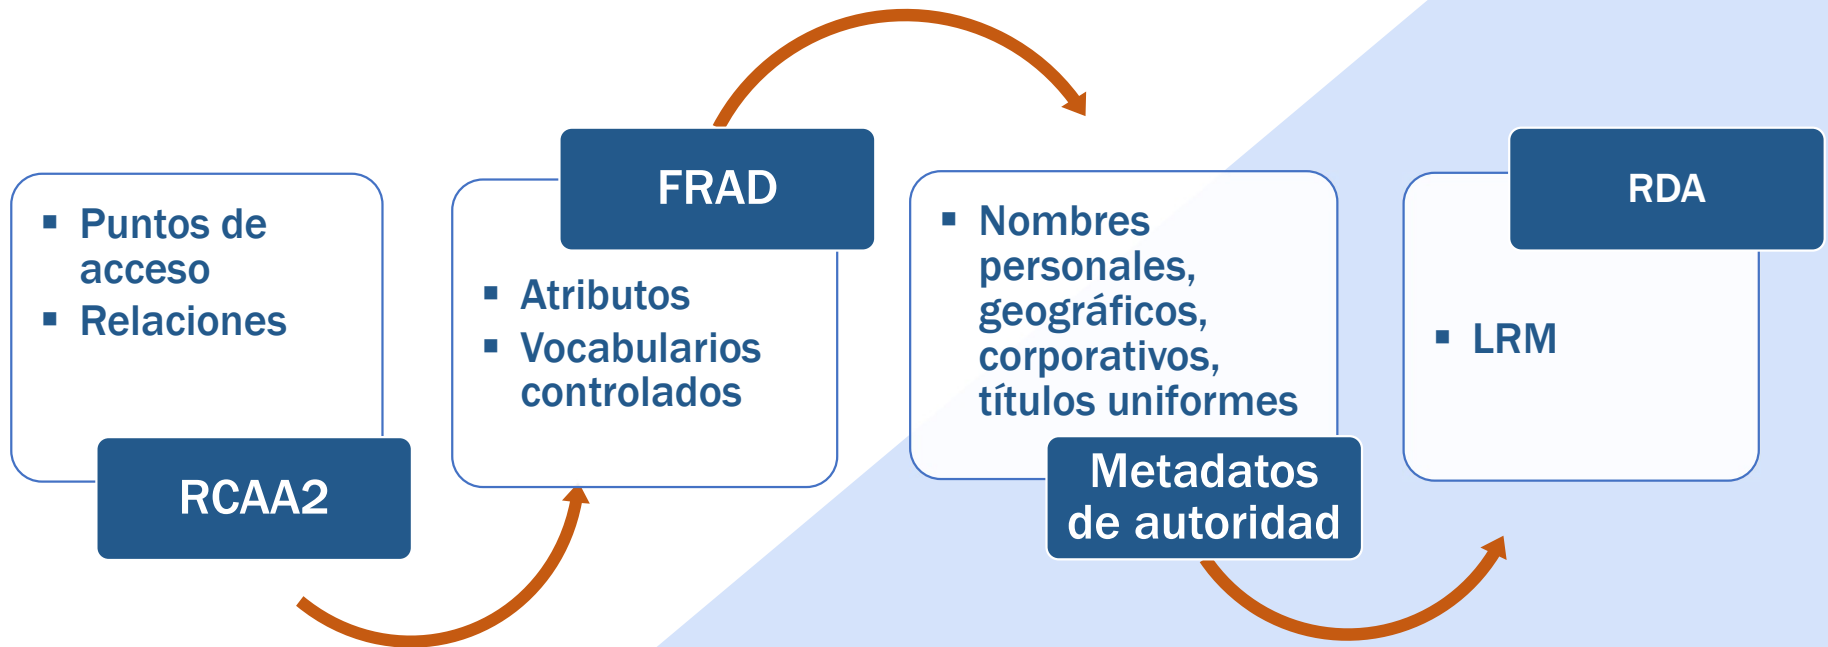 ▪ Puntos de
acceso
▪ Relaciones
RCAA2
FRAD
▪ Atributos
▪ Vocabularios
controlados
▪ Nombres
personales,
geográficos,
corporativos,
títulos uniformes
Metadatos
de autoridad
RDA
▪ LRM